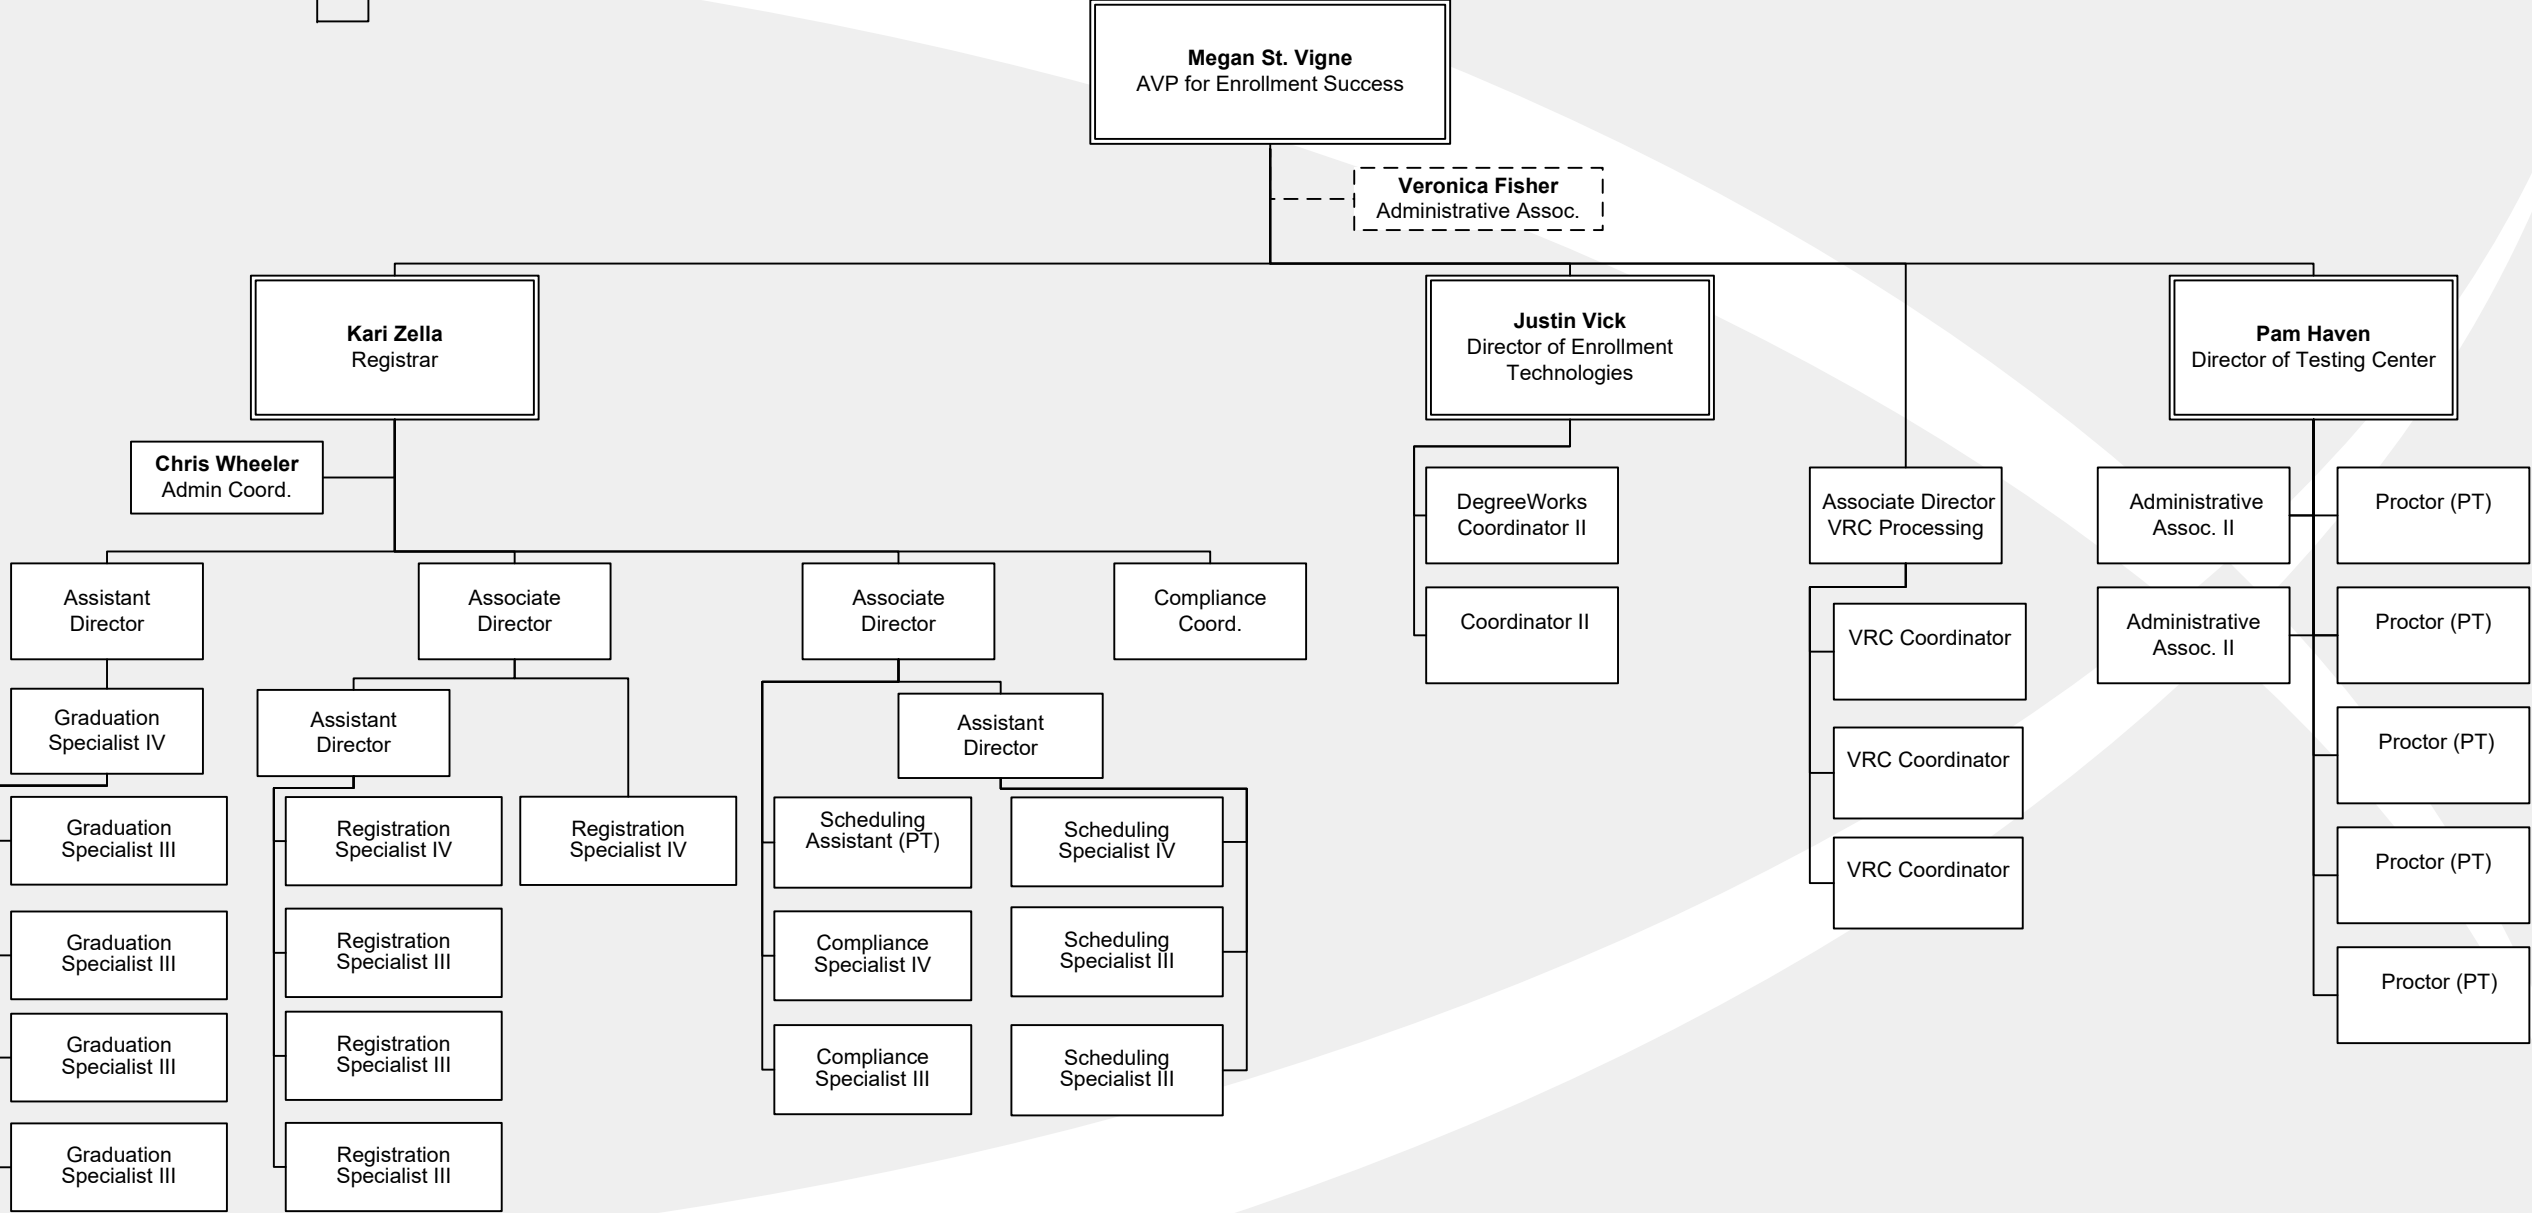 Megan St. Vigne
AVP for Enrollment Success
Veronica Fisher
Administrative Assoc.
Kari Zella
Registrar
Justin Vick
Director of Enrollment
Technologies
Pam Haven
Director of Testing Center
Chris Wheeler
Admin Coord.
Assistant
Director
Associate
Director
Associate
Director
Compliance
Coord.
DegreeWorks
Coordinator II
Coordinator II
Associate Director
VRC Processing
Administrative
Assoc. II
Proctor (PT)
Administrative
Assoc. II
Proctor (PT)
Proctor (PT)
Proctor (PT)
Proctor (PT)
VRC Coordinator
VRC Coordinator
VRC Coordinator
Graduation
Specialist IV
Graduation
Specialist III
Graduation
Specialist III
Graduation
Specialist III
Graduation
Specialist III
Assistant
Director
Registration
Specialist IV
Registration
Specialist III
Registration
Specialist III
Registration
Specialist III
Registration
Specialist IV
Assistant
Director
Scheduling
Assistant (PT)
Compliance
Specialist IV
Compliance
Specialist III
Scheduling
Specialist IV
Scheduling
Specialist III
Scheduling
Specialist III